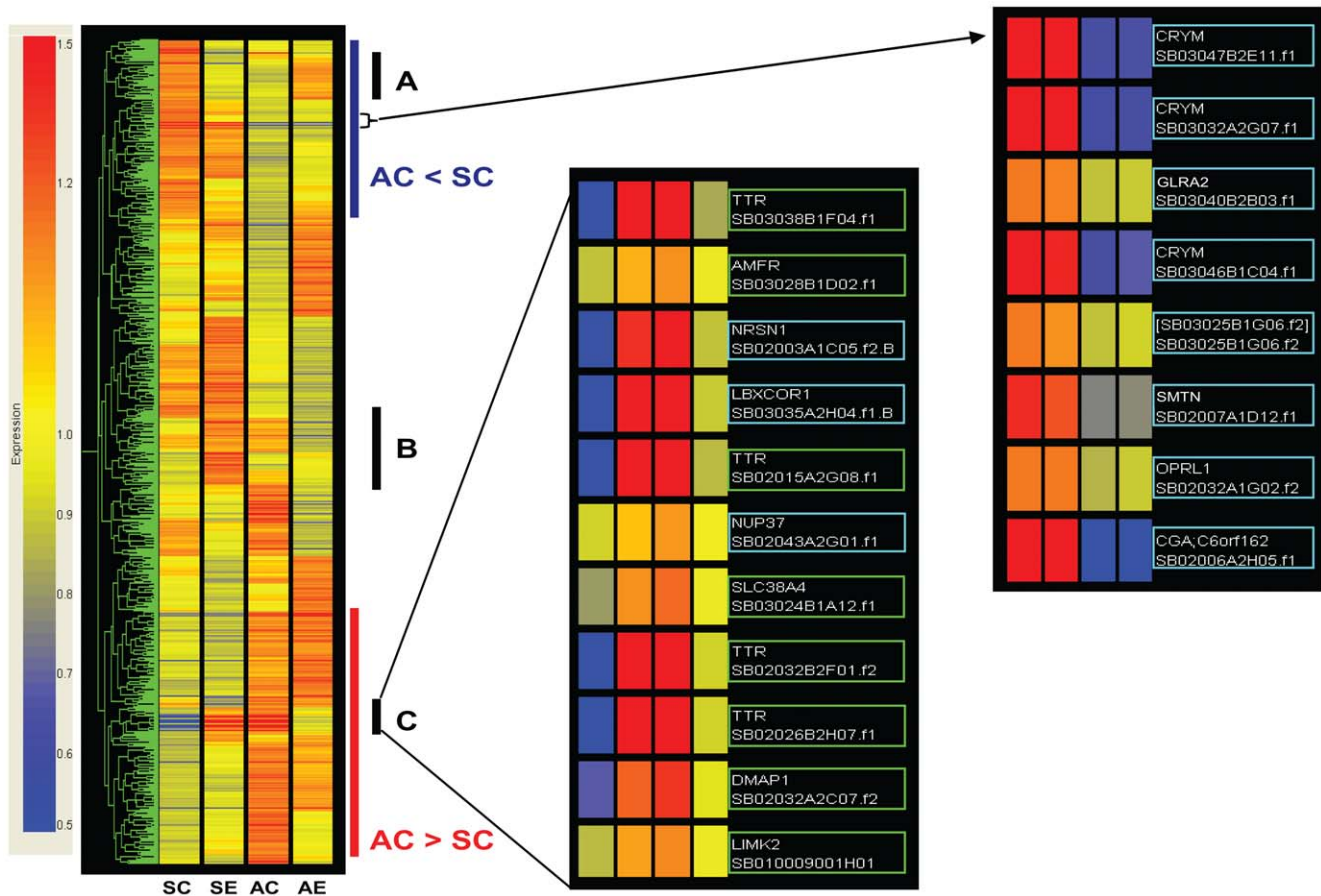 Expression
1.5
1.2
1.0
0.9
0.7
0.6
0.5
SC SE AC AE
A
AC < SC
B
C
AC > SC
TTR
SB03038B1F04.f1
AMFR
SB03028B1D02.f1
NRSN1
SB02003A1C05.f2.B
LBXCOR1
SB03035A2H04.f1.B
TTR
SB02015A2G08.f1
NUP37
SB02043A2G01.f1
SLC38A4
SB03024B1A12.f1
TTR
SB02032B2F01.f2
TTR
SB02026B2H07.f1
DMAP1
SB02032A2C07.f2
LIMK2
SB010009001H01
CRYM
SB03047B2E11.f1
CRYM
SB03032A2G07.f1
GLRA2
SB03040B2B03.f1
CRYM
SB03046B1C04.f1
[SB03025B1G06.f2]
SB03025B1G06.f2
SMTN
SB02007A1D12.f1
OPRL1
SB02032A1G02.f2
CGA;C6orf162
SB02006A2H05.f1